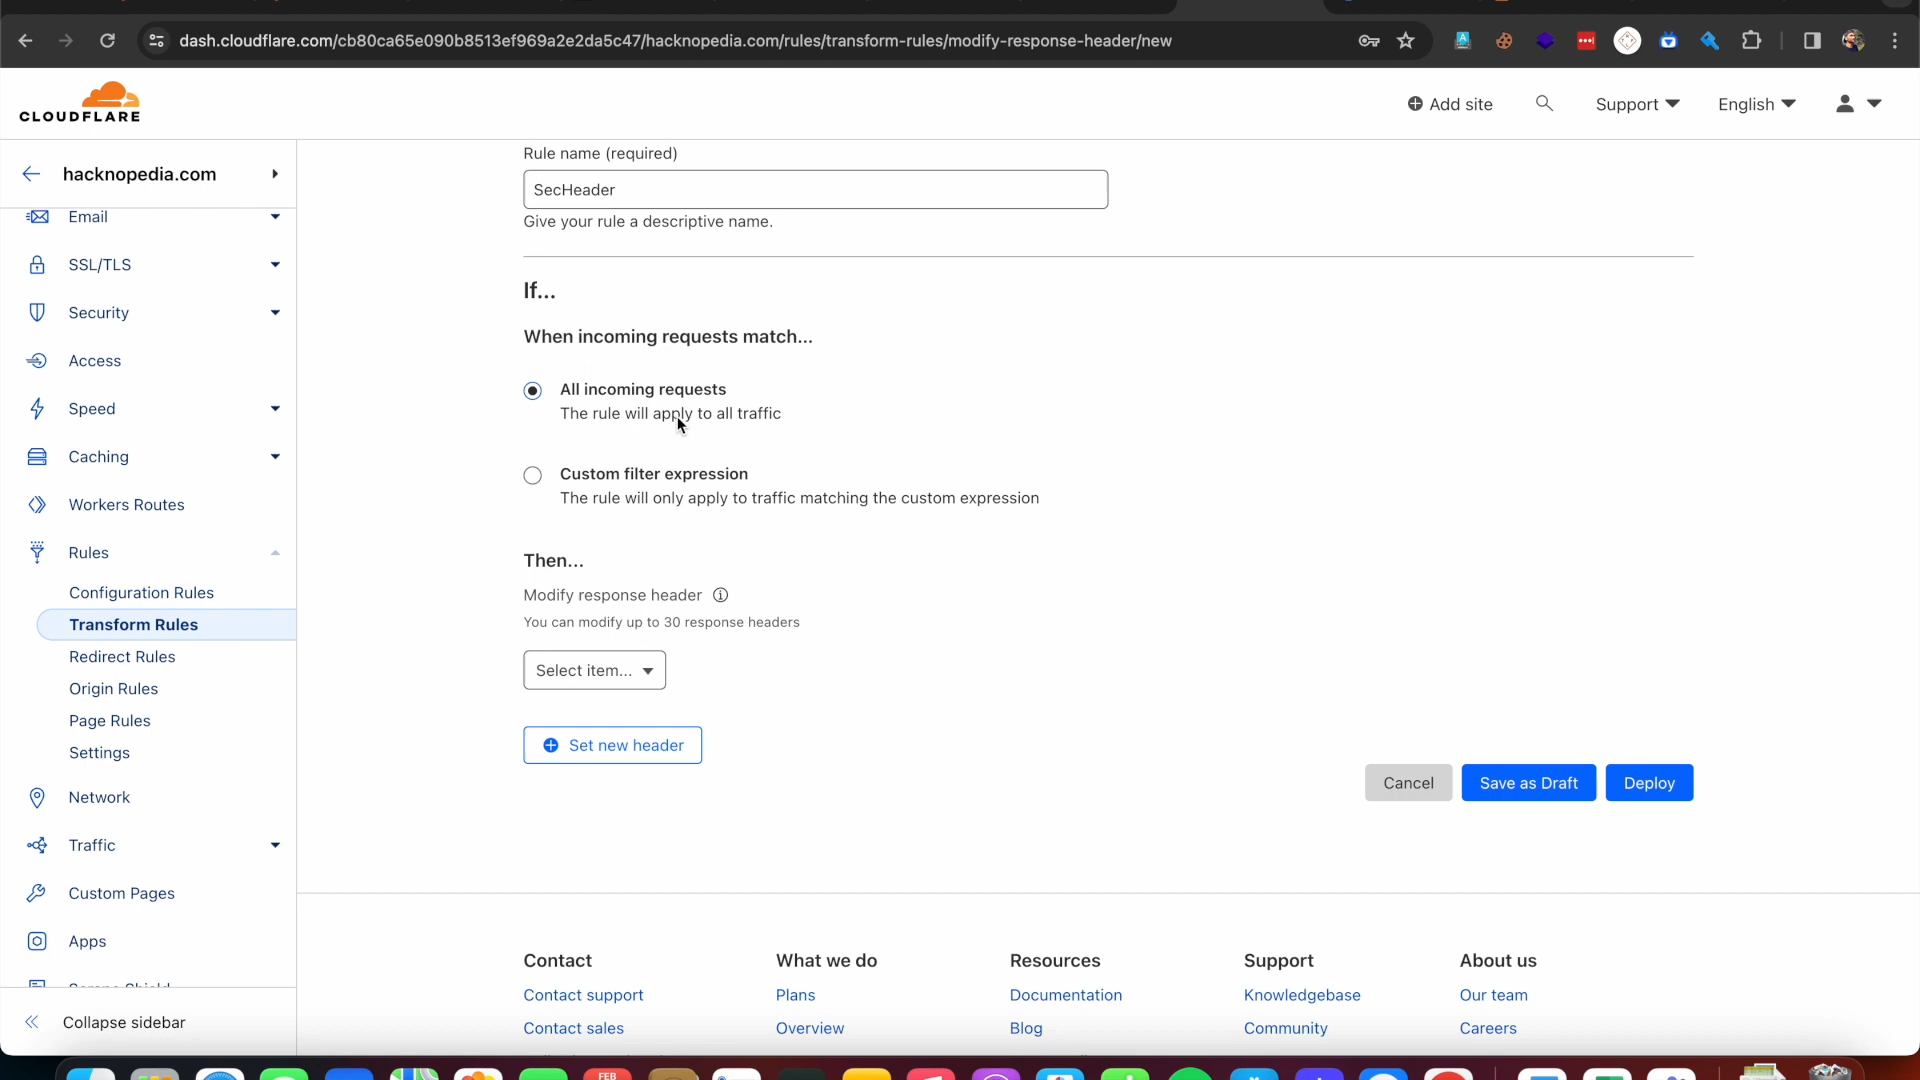 dash.cloudflare.com/cb80ca65e090b8513ef969a2e2da5c47/hacknopedia.com/rules/transform-rules/modify-response-header/new
CLOUDFLARE
Add site
Support
English
hacknopedia.com
Email
SSL/TLS
Security
Access
Speed
Caching
Workers Routes
Rules
Configuration Rules
Transform Rules
Redirect Rules
Origin Rules
Page Rules
Settings
Network
Traffic
Custom Pages
Apps
Collapse sidebar
Rule name (required)
SecHeader
Give your rule a descriptive name.
If...
When incoming requests match...
All incoming requests
The rule will apply to all traffic
Custom filter expression
The rule will only apply to traffic matching the custom expression
Then...
Modify response header
You can modify up to 30 response headers
Select item...
Set new header
Cancel
Save as Draft
Deploy
Contact
Contact support
Contact sales
What we do
Plans
Overview
Resources
Documentation
Blog
Support
Knowledgebase
Community
About us
Our team
Careers
FEB